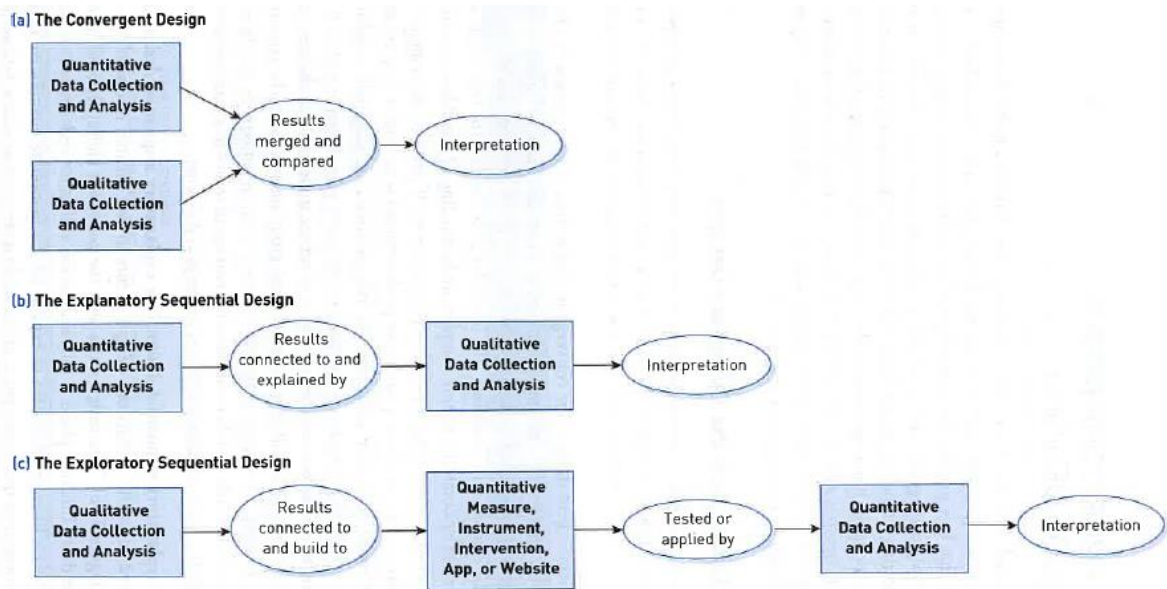 (a) The Convergent Design
Quantitative
Data Collection
and Analysis
Results
merged and
compared
Interpretation
Qualitative
Data Collection
and Analysis
(b) The Explanatory Sequential Design
Quantitative
Data Collection
and Analysis
Results
connected to and
explained by
Qualitative
Data Collection
and Analysis
Interpretation
(c) The Exploratory Sequential Design
Qualitative
Data Collection
and Analysis
Results
connected to
and build to
Quantitative
Measure,
Instrument,
Intervention,
App, or Website
Tested or
applied by
Quantitative
Data Collection
and Analysis
Interpretation